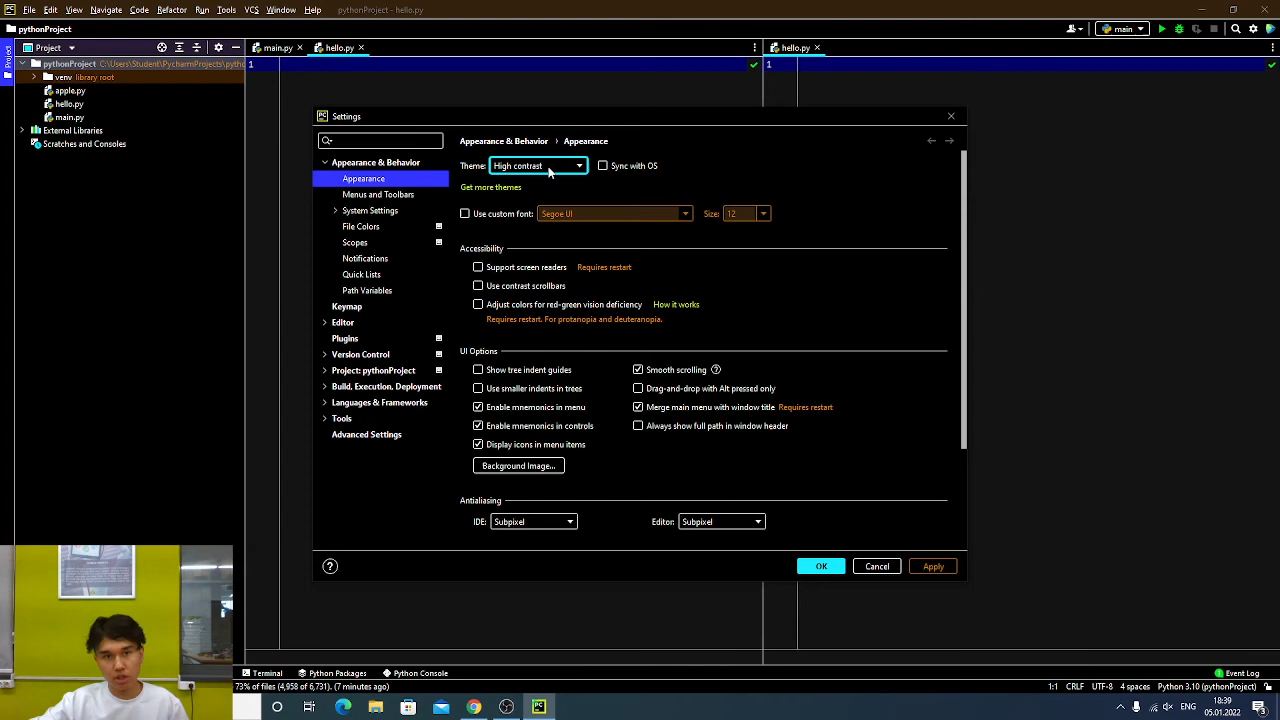 File Edit View Navigate Code Refactor Run Tools VCS Window Help pythonProject - hello.py
pythonProject
main
Project
main.py
hello.py
hello.py
Project
pythonProject C:\Users\Student\PycharmProjects\pytho
1
1
venv library root
apple.py
hello.py
main.py
External Libraries
Scratches and Consoles
PC Settings
Appearance & Behavior
Appearance
Menus and Toolbars
System Settings
File Colors
Scopes
Notifications
Quick Lists
Path Variables
Keymap
Editor
Plugins
Version Control
Project: pythonProject
Build, Execution, Deployment
Languages & Frameworks
Tools
Advanced Settings
Appearance & Behavior › Appearance
Theme: High contrast Sync with OS
Get more themes
Use custom font: Segoe UI Size: 12
Accessibility
Support screen readers Requires restart
Use contrast scrollbars
Adjust colors for red-green vision deficiency How it works
Requires restart. For protanopia and deuteranopia.
UI Options
Show tree indent guides Smooth scrolling ?
Use smaller indents in trees Drag-and-drop with Alt pressed only
Enable mnemonics in menu Merge main menu with window title Requires restart
Enable mnemonics in controls Always show full path in window header
Display icons in menu items
Background Image...
Antialiasing
IDE: Subpixel Editor: Subpixel
? OK Cancel Apply
Terminal Python Packages Python Console Event Log
73% of files (4,958 of 6,731). (7 minutes ago) 1:1 CRLF UTF-8 4 spaces Python 3.10 (pythonProject)
PC
18:39
05.01.2022